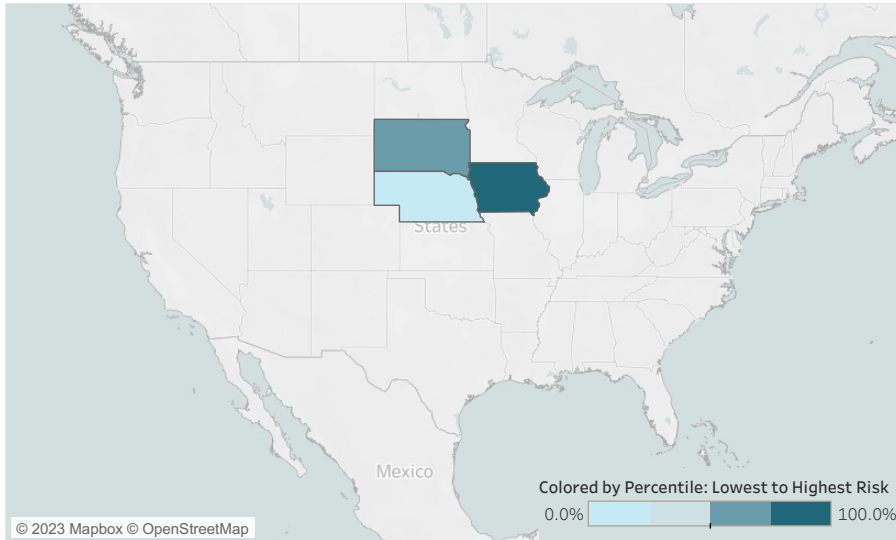 States
Mexico
Colored by Percentile: Lowest to Highest Risk
0.0% 100.0%
© 2023 Mapbox © OpenStreetMap